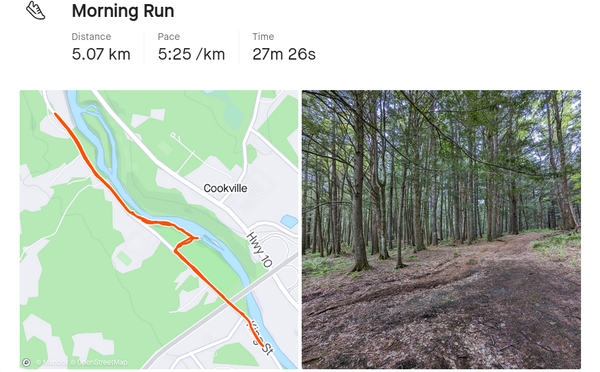 Morning Run
Distance
Pace
Time
5.07 km
5:25 /km
27m 26s
Cookville
Hwy 10
King St
© Mapbox © OpenStreetMap